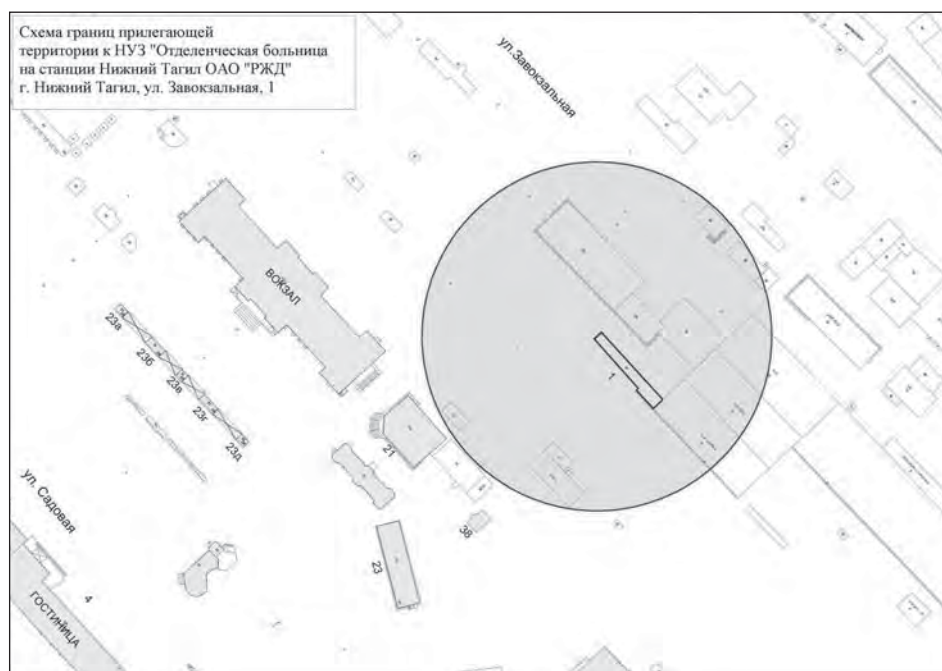 Схема границ прилегающей
территории к НУЗ "Отделенческая больница
на станции Нижний Тагил ОАО "РЖД"
г. Нижний Тагил, ул. Завокзальная, 1
ул.Завокзальная
ВОКЗАЛ
23а
23б
23в
23г
23д
1
21
38
23
ул. Садовая
4
ГОСТИНИЦА